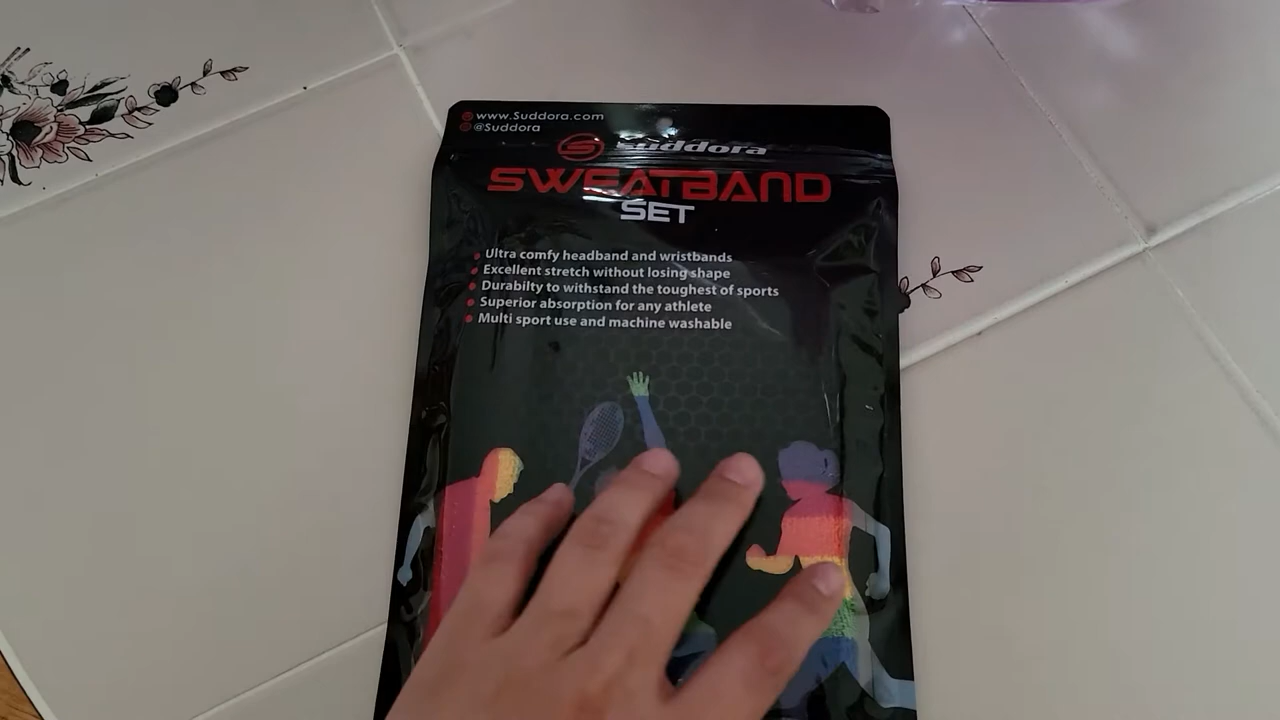 www.Suddora.com
@Suddora
suddora
SWEATBAND
SET
Ultra comfy headband and wristbands
Excellent stretch without losing shape
Durabilty to withstand the toughest of sports
Superior absorption for any athlete
Multi sport use and machine washable